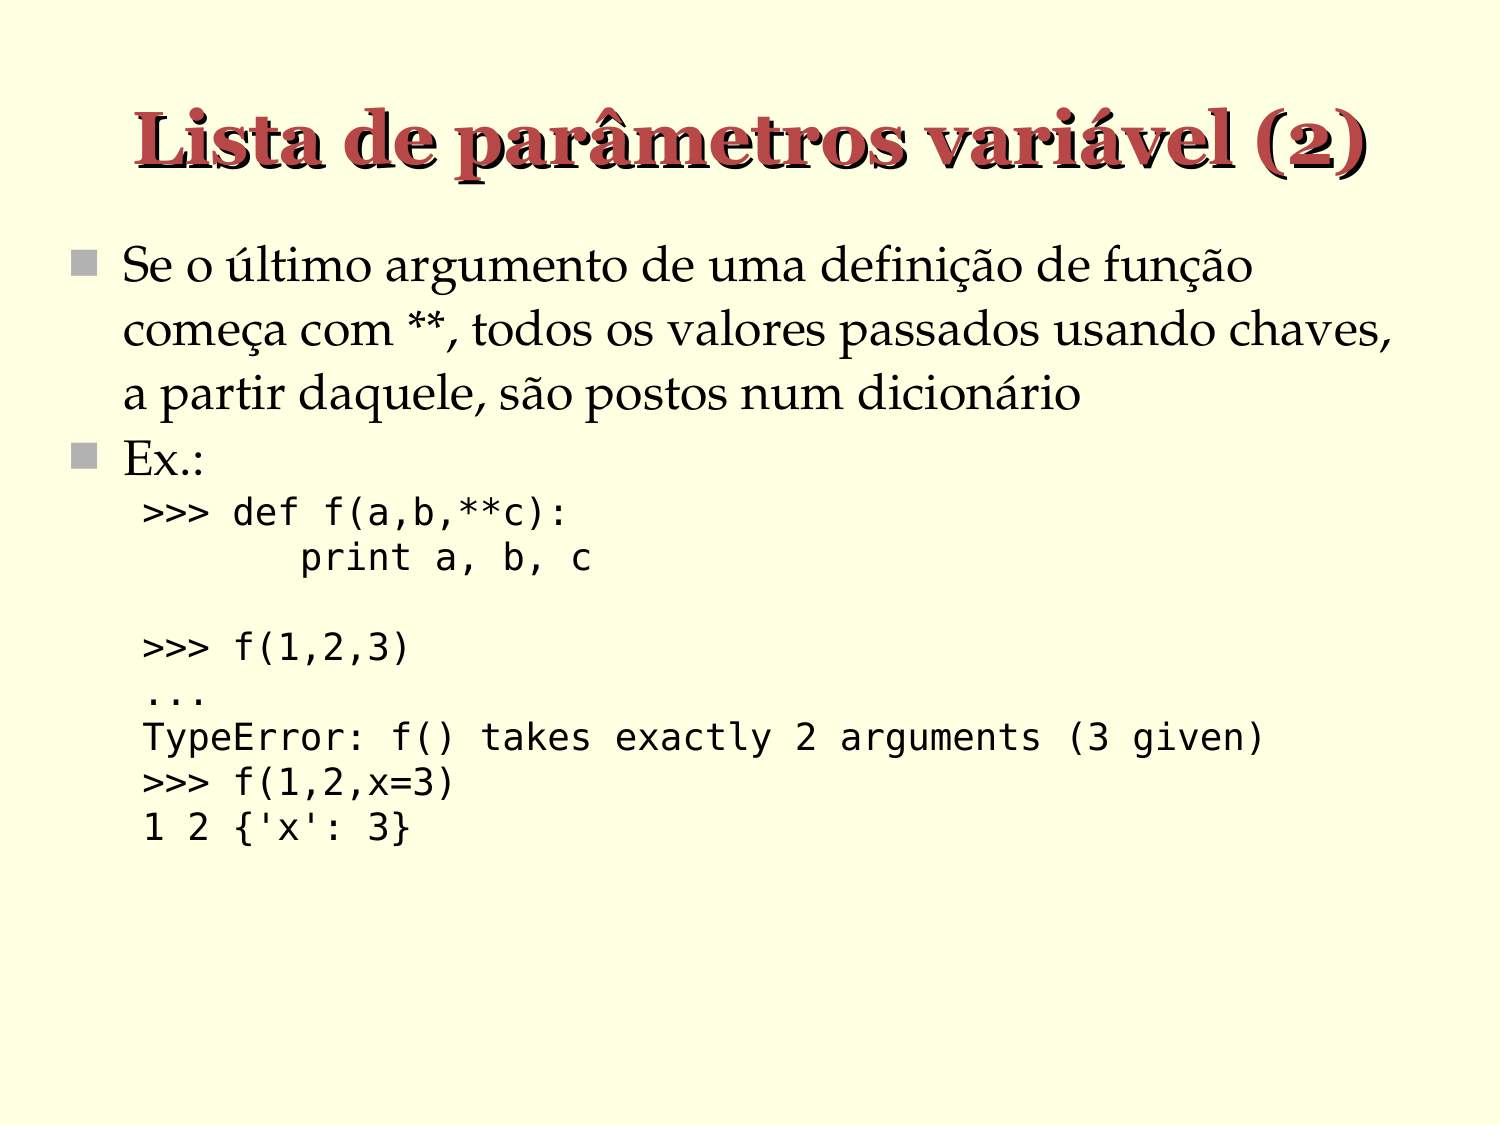 Lista de parâmetros variável (2)
Se o último argumento de uma definição de função
começa com **, todos os valores passados usando chaves,
a partir daquele, são postos num dicionário
Ex.:
>>> def f(a,b,**c):
       print a, b, c
>>> f(1,2,3)
...
TypeError: f() takes exactly 2 arguments (3 given)
>>> f(1,2,x=3)
1 2 {'x': 3}